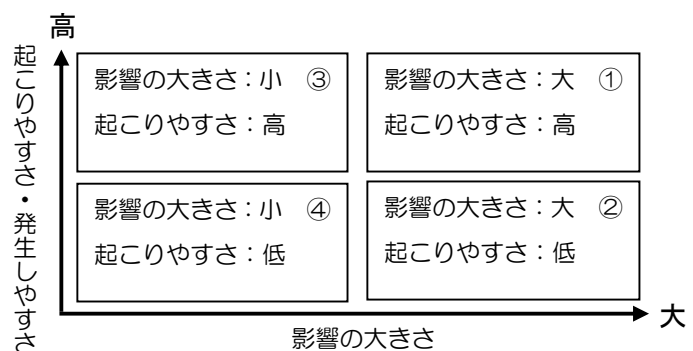 高
起こりやすさ・発生しやすさ
影響の大きさ：小　③
起こりやすさ：高
影響の大きさ：大　①
起こりやすさ：高
影響の大きさ：小　④
起こりやすさ：低
影響の大きさ：大　②
起こりやすさ：低
大
影響の大きさ